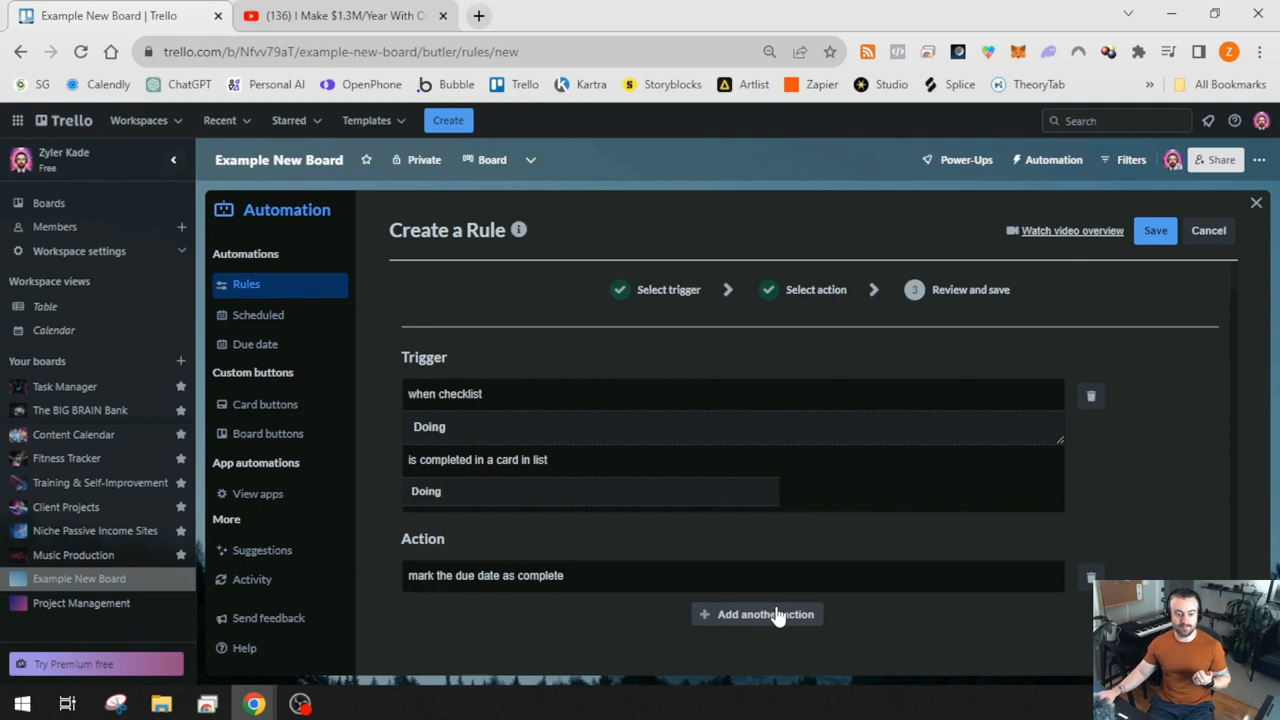 Example New Board | Trello
(136) I Make $1.3M/Year With O
trello.com/b/Nfvv79aT/example-new-board/butler/rules/new
SG
Calendly
ChatGPT
Personal AI
OpenPhone
Bubble
Trello
Kartra
Storyblocks
Artlist
Zapier
Studio
Splice
TheoryTab
All Bookmarks
Trello
Workspaces
Recent
Starred
Templates
Create
Search
Zyler Kade
Free
Example New Board
Private
Board
Power-Ups
Automation
Filters
Share
Boards
Members
Workspace settings
Workspace views
Table
Calendar
Your boards
Task Manager
The BIG BRAIN Bank
Content Calendar
Fitness Tracker
Training & Self-Improvement
Client Projects
Niche Passive Income Sites
Music Production
Example New Board
Project Management
Try Premium free
Automation
Automations
Rules
Scheduled
Due date
Custom buttons
Card buttons
Board buttons
App automations
View apps
More
Suggestions
Activity
Send feedback
Help
Create a Rule
Watch video overview
Save
Cancel
Select trigger
Select action
3 Review and save
Trigger
when checklist
Doing
is completed in a card in list
Doing
Action
mark the due date as complete
+ Add another action